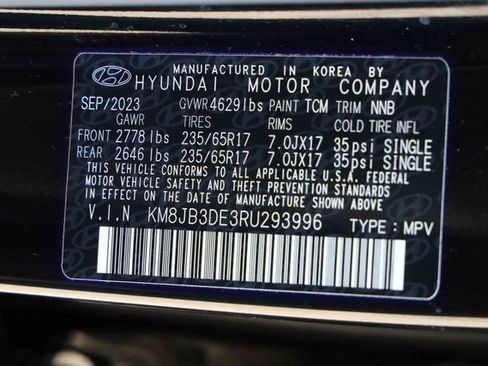 MANUFACTURED IN KOREA BY
HYUNDAI MOTOR COMPANY
SEP/2023 GVWR 4629 lbs PAINT TCM TRIM NNB
GAWR TIRES RIMS COLD TIRE INFL
FRONT 2778 lbs 235/65R17 7.0JX17 35psi SINGLE
REAR 2646 lbs 235/65R17 7.0JX17 35psi SINGLE
THIS VEHICLE CONFORMS TO ALL APPLICABLE U.S.A. FEDERAL
MOTOR VEHICLE SAFETY AND THEFT PREVENTION STANDARDS
IN EFFECT ON THE DATE OF MANUFACTURE SHOWN ABOVE.
V.I.N KM8JB3DE3RU293996 TYPE : MPV